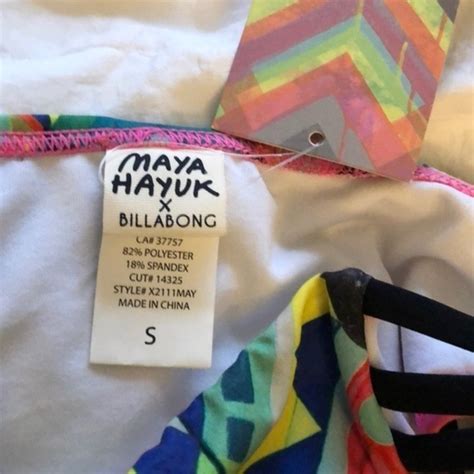 MAYA
HAYUK
X
BILLABONG
CA# 37757
82% POLYESTER
18% SPANDEX
CUT# 14325
STYLE# X2111MAY
MADE IN CHINA
S